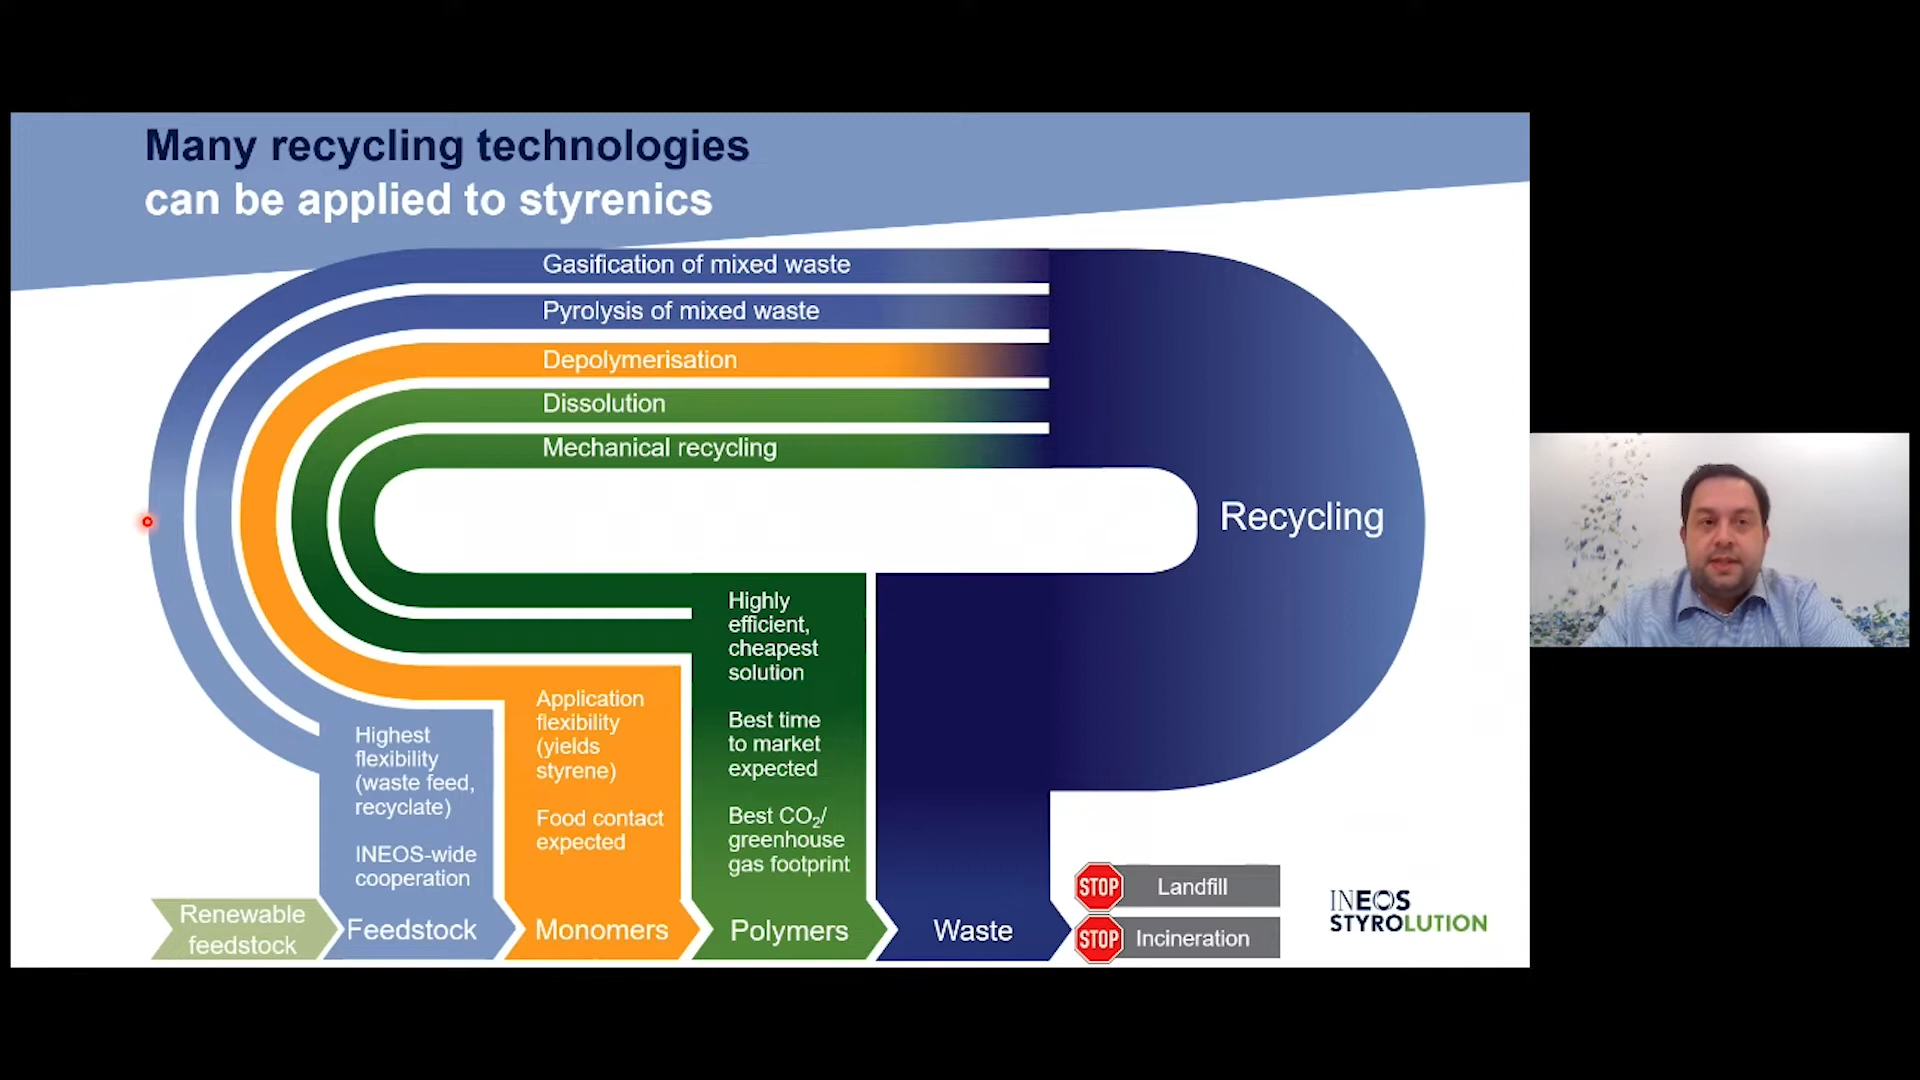 Many recycling technologies
can be applied to styrenics
Gasification of mixed waste
Pyrolysis of mixed waste
Depolymerisation
Dissolution
Mechanical recycling
Recycling
Highly
efficient,
cheapest
solution
Best time
to market
expected
Best CO₂/
greenhouse
gas footprint
Application
flexibility
(yields
styrene)
Food contact
expected
Highest
flexibility
(waste feed,
recyclate)
INEOS-wide
cooperation
Renewable
feedstock
Feedstock
Monomers
Polymers
Waste
STOP
Landfill
STOP
Incineration
INEOS
STYROLUTION